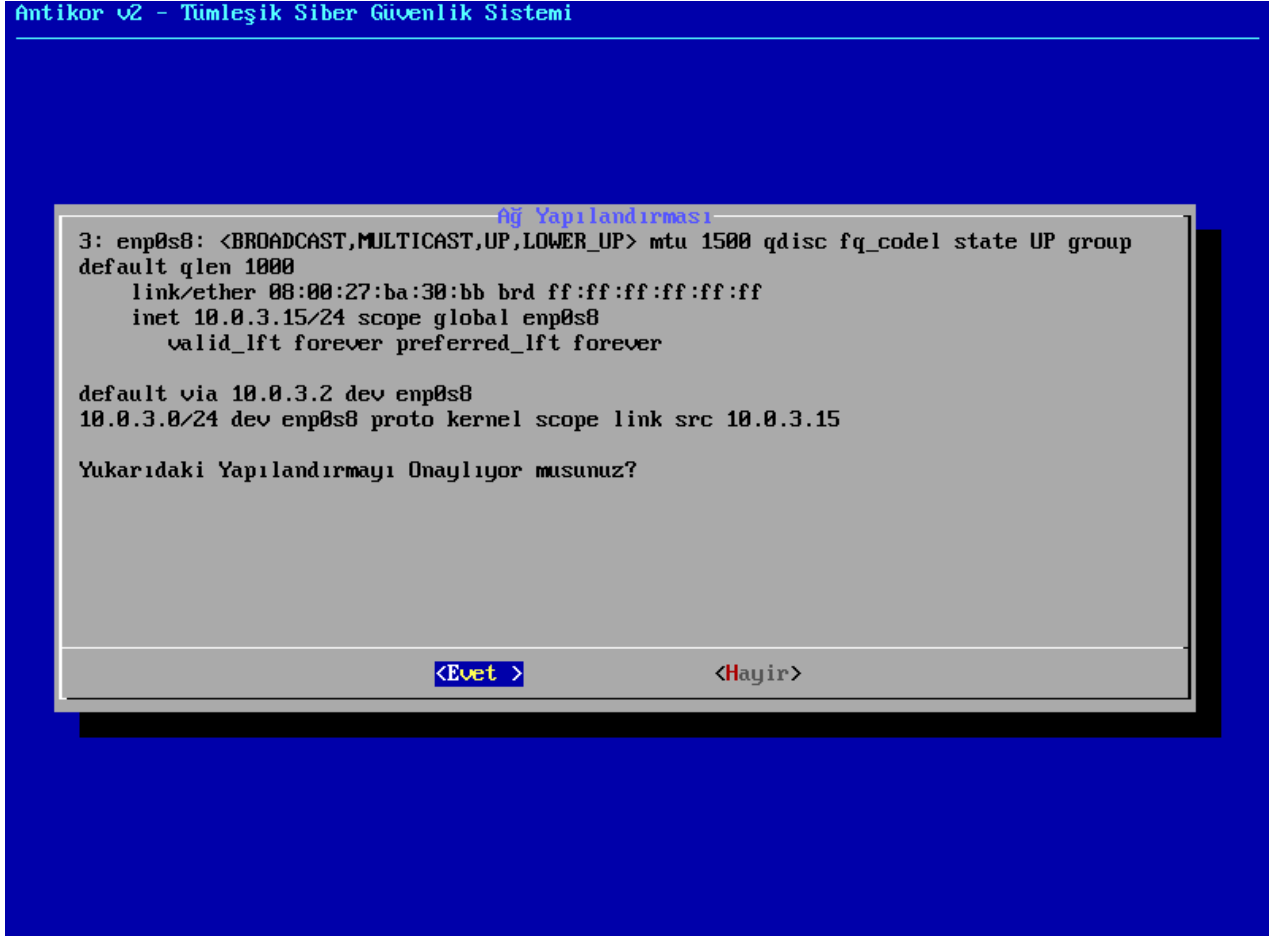 Antikor v2 - Tümleşik Siber Güvenlik Sistemi
Ağ Yapılandırması
3: enp0s8: <BROADCAST,MULTICAST,UP,LOWER_UP> mtu 1500 qdisc fq_codel state UP group
default qlen 1000
link/ether 08:00:27:ba:30:bb brd ff:ff:ff:ff:ff:ff
inet 10.0.3.15/24 scope global enp0s8
valid_lft forever preferred_lft forever
default via 10.0.3.2 dev enp0s8
10.0.3.0/24 dev enp0s8 proto kernel scope link src 10.0.3.15
Yukarıdaki Yapılandırmayı Onaylıyor musunuz?
<Evet > <Hayir>